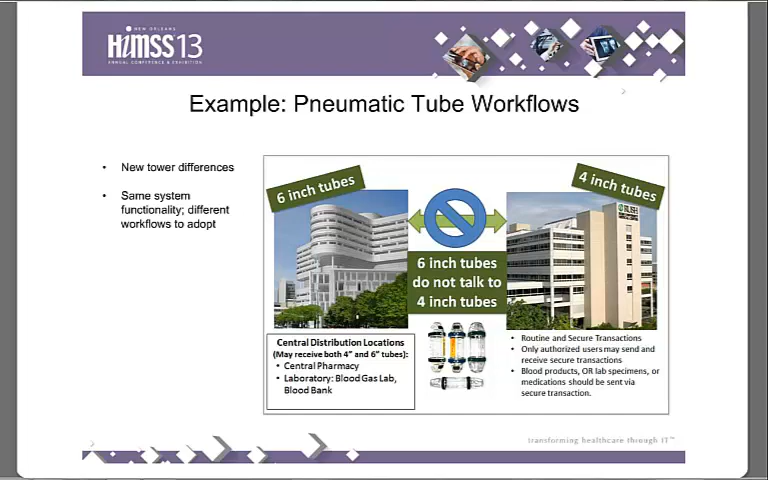 NEW ORLEANS
HiMSS13
ANNUAL CONFERENCE & EXHIBITION
Example: Pneumatic Tube Workflows
• New tower differences
• Same system
functionality; different
workflows to adopt
6 inch tubes
4 inch tubes
RUSH
6 inch tubes
do not talk to
4 inch tubes
Central Distribution Locations
(May receive both 4" and 6" tubes):
• Central Pharmacy
• Laboratory: Blood Gas Lab,
Blood Bank
• Routine and Secure Transactions
• Only authorized users may send and
receive secure transactions
• Blood products, OR lab specimens, or
medications should be sent via
secure transaction.
transforming healthcare through IT™